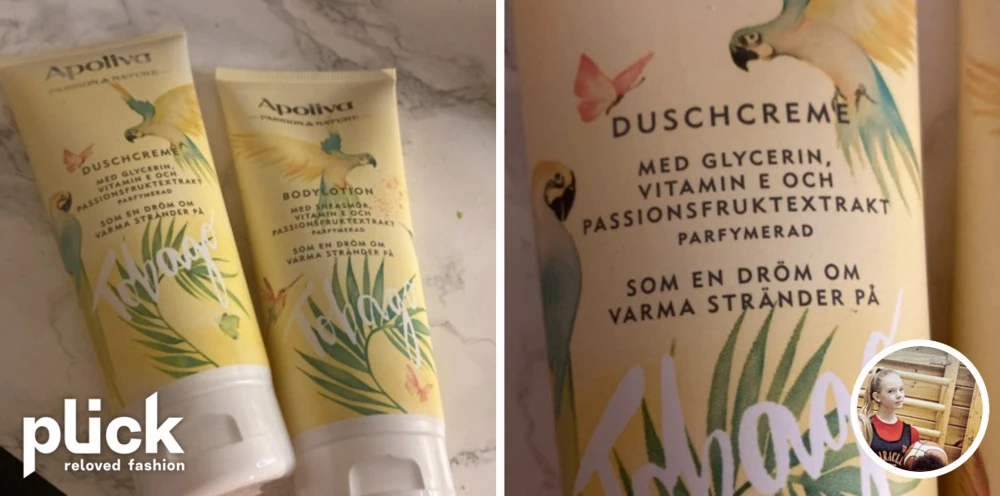 Apoliva
PASSION & NATURE
DUSCHCREME
MED GLYCERIN,
VITAMIN E OCH
PASSIONSFRUKTEXTRAKT
PARFYMERAD
SOM EN DRÖM OM
VARMA STRÄNDER PÅ
Tobago
Apoliva
PASSION & NATURE
BODYLOTION
MED SHEASMÖR,
VITAMIN E OCH
PASSIONSFRUKTEXTRAKT
PARFYMERAD
SOM EN DRÖM OM
VARMA STRÄNDER PÅ
Tobago
plick
reloved fashion
DUSCHCREME
MED GLYCERIN,
VITAMIN E OCH
PASSIONSFRUKTEXTRAKT
PARFYMERAD
SOM EN DRÖM OM
VARMA STRÄNDER PÅ
Tobago